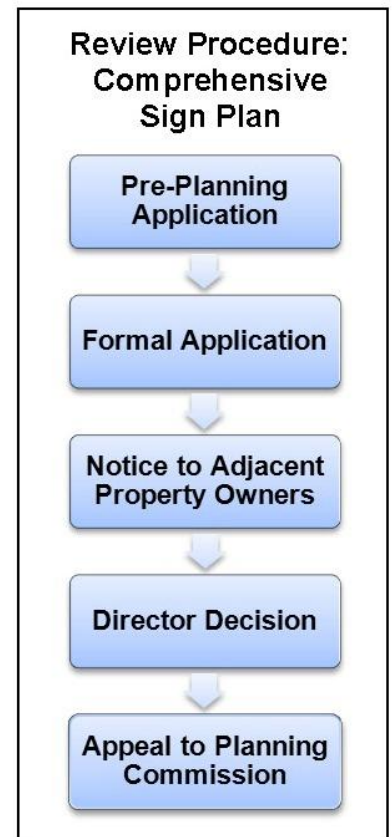 Review Procedure:
Comprehensive
Sign Plan
Pre-Planning
Application
Formal Application
Notice to Adjacent
Property Owners
Director Decision
Appeal to Planning
Commission